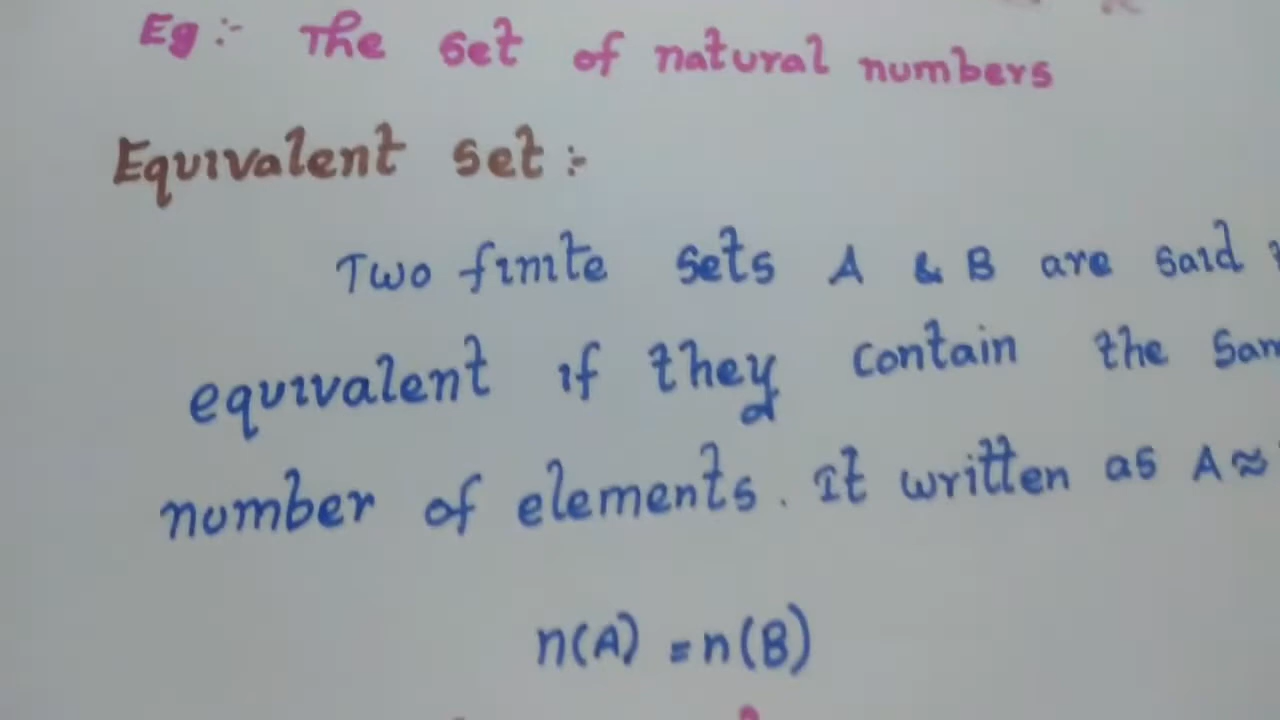 Eg :- The set of natural numbers
Equivalent set :-
Two finite sets A & B are said
equivalent if they contain the
number of elements. It written as A ≈
n(A) = n(B)